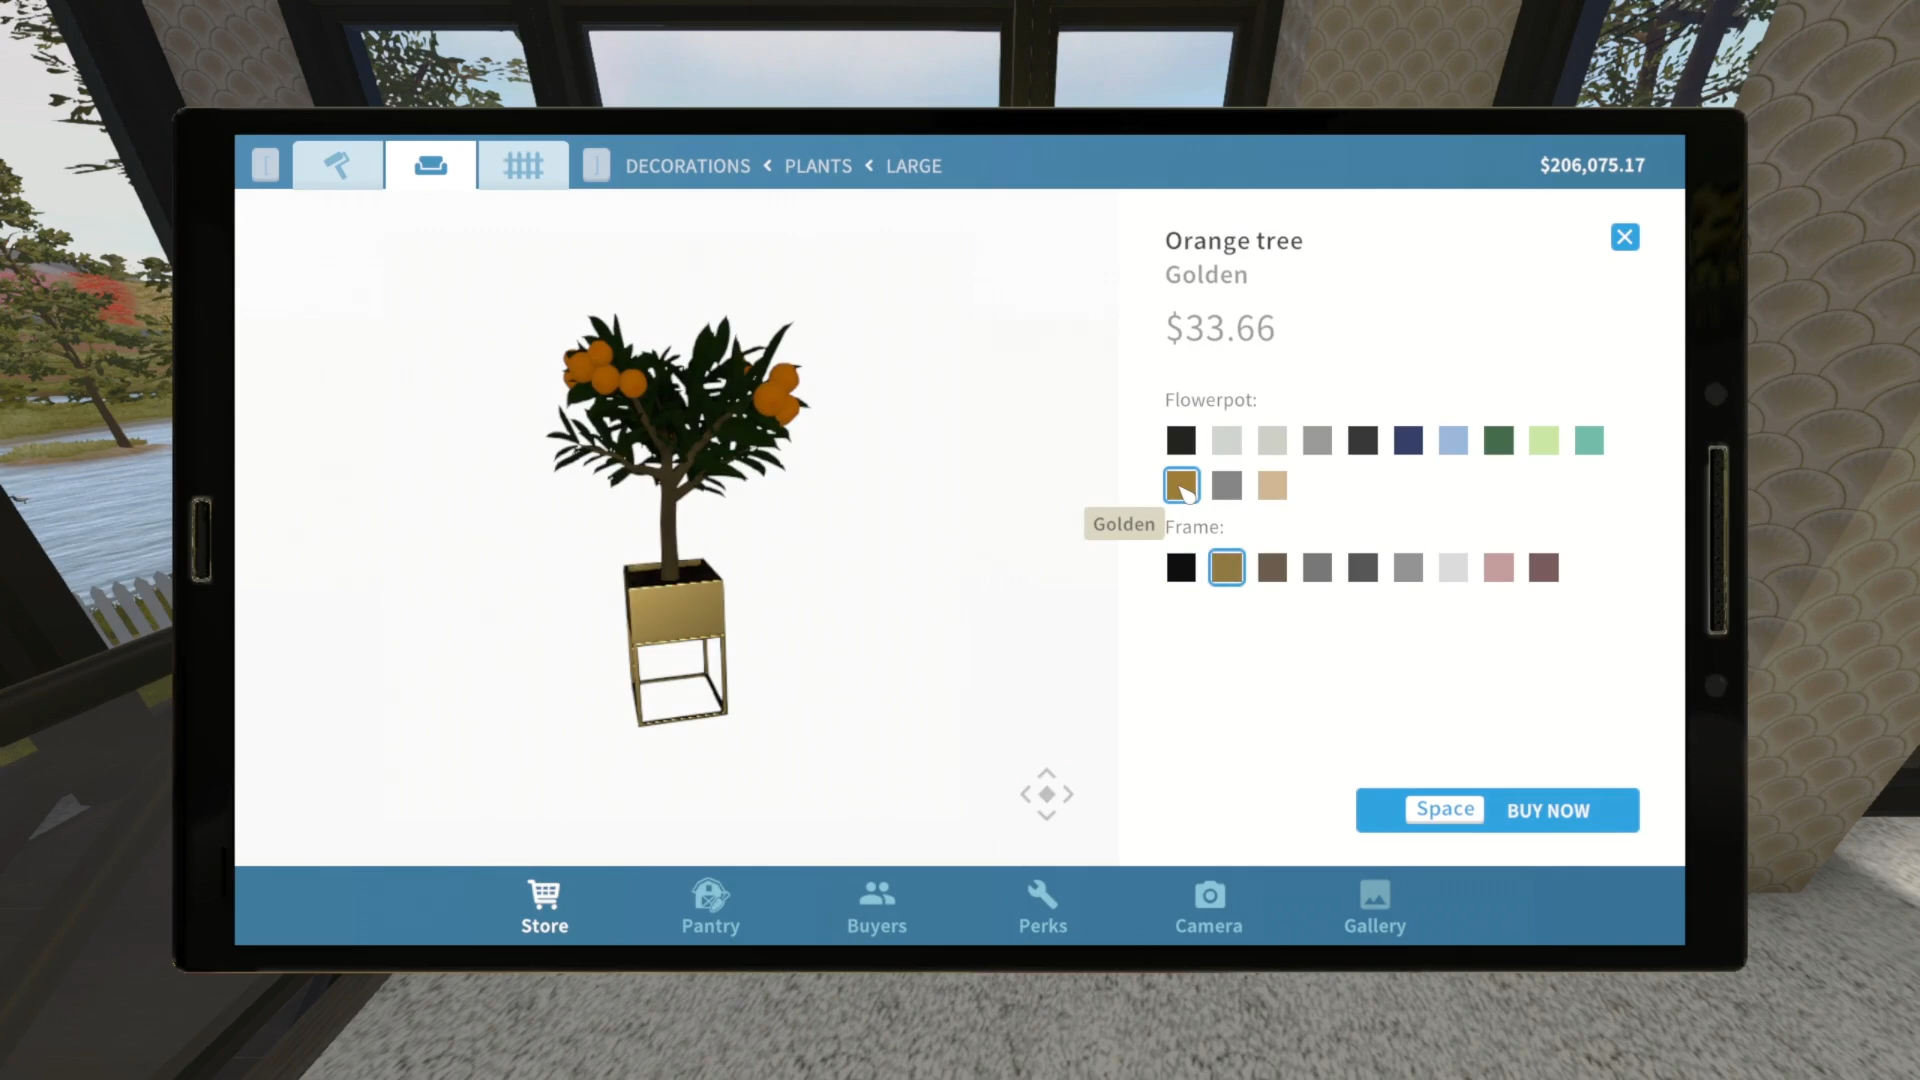 [
]
DECORATIONS < PLANTS < LARGE
$206,075.17
Orange tree
Golden
$33.66
Flowerpot:
Golden
Frame:
Space BUY NOW
Store
Pantry
Buyers
Perks
Camera
Gallery